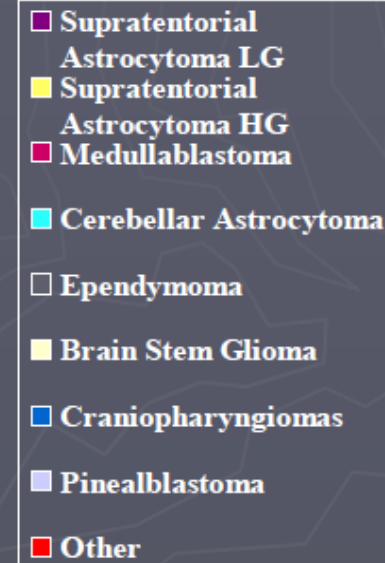 Supratentorial
Astrocytoma LG
Supratentorial
Astrocytoma HG
Medullablastoma
Cerebellar Astrocytoma
Ependymoma
Brain Stem Glioma
Craniopharyngiomas
Pinealblastoma
Other